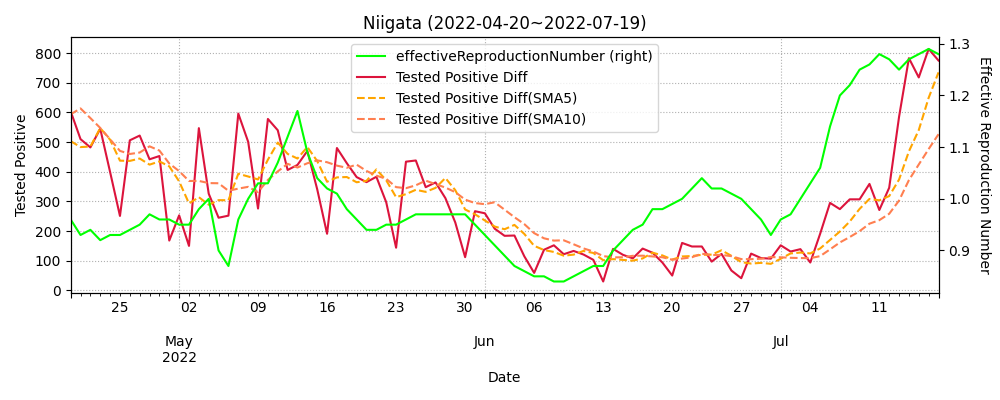 Niigata (2022-04-20~2022-07-19)
effectiveReproductionNumber (right)
Tested Positive Diff
Tested Positive Diff(SMA5)
Tested Positive Diff(SMA10)
Tested Positive
800
700
600
500
400
300
200
100
0
1.3
1.2
1.1
1.0
0.9
Effective Reproduction Number
25 02 09 16 23 30 06 13 20 27 04 11
May Jun Jul
2022
Date